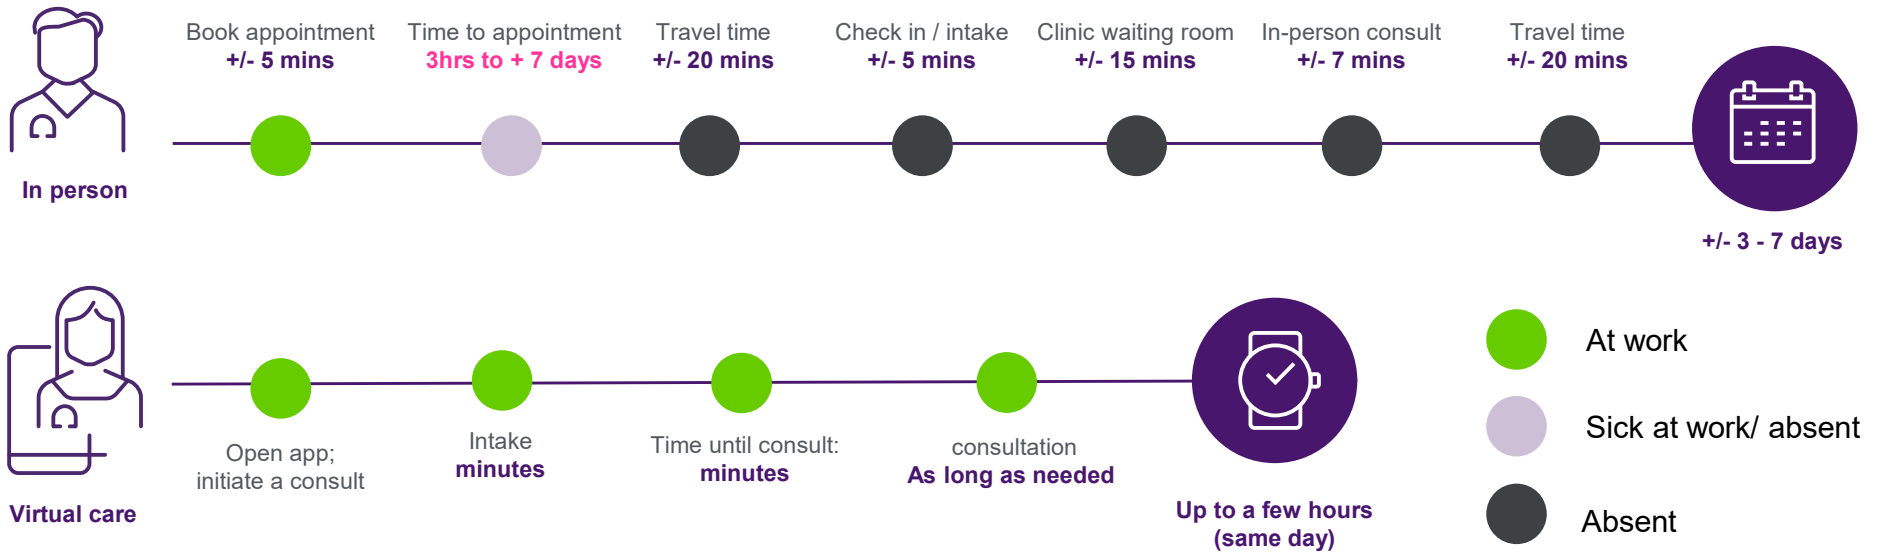 Book appointment
+/- 5 mins
Time to appointment
3hrs to + 7 days
Travel time
+/- 20 mins
Check in / intake
+/- 5 mins
Clinic waiting room
+/- 15 mins
In-person consult
+/- 7 mins
Travel time
+/- 20 mins
In person
+/- 3 - 7 days
Open app;
initiate a consult
Intake
minutes
Time until consult:
minutes
consultation
As long as needed
Up to a few hours
(same day)
Virtual care
At work
Sick at work/ absent
Absent